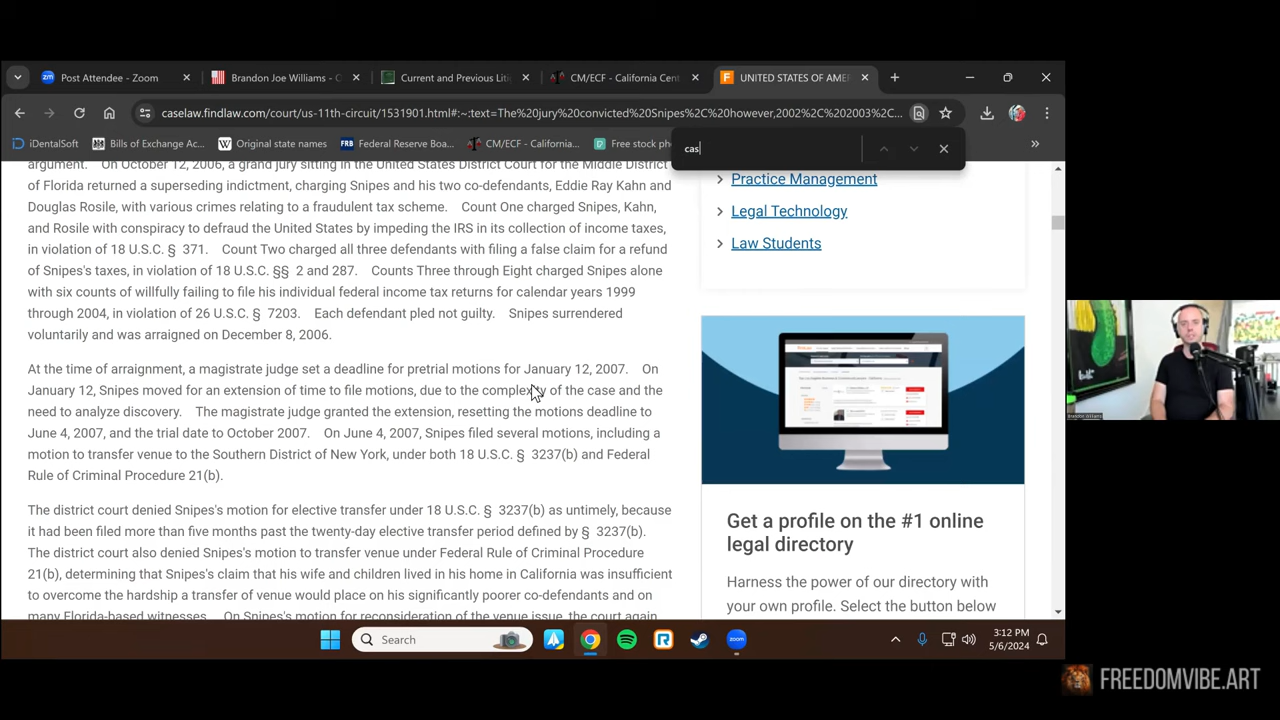 Post Attendee - Zoom
Brandon Joe Williams - C
Current and Previous Liti
CM/ECF - California Cent
UNITED STATES OF AME
caselaw.findlaw.com/court/us-11th-circuit/1531901.html#:~:text=The%20jury%20convicted%20Snipes%2C%20however,2002%2C%202003%2C...
iDentalSoft
Bills of Exchange Ac...
Original state names
FRB
Federal Reserve Boa...
CM/ECF - California...
Free stock ph
cas
argument. On October 12, 2006, a grand jury sitting in the United States District Court for the Middle District
of Florida returned a superseding indictment, charging Snipes and his two co-defendants, Eddie Ray Kahn and
Douglas Rosile, with various crimes relating to a fraudulent tax scheme. Count One charged Snipes, Kahn,
and Rosile with conspiracy to defraud the United States by impeding the IRS in its collection of income taxes,
in violation of 18 U.S.C. § 371. Count Two charged all three defendants with filing a false claim for a refund
of Snipes's taxes, in violation of 18 U.S.C. §§ 2 and 287. Counts Three through Eight charged Snipes alone
with six counts of willfully failing to file his individual federal income tax returns for calendar years 1999
through 2004, in violation of 26 U.S.C. § 7203. Each defendant pled not guilty. Snipes surrendered
voluntarily and was arraigned on December 8, 2006.
At the time of arraignment, a magistrate judge set a deadline for pretrial motions for January 12, 2007. On
January 12, Snipes sought an extension of time to file motions, due to the complexity of the case and the
need to analyze discovery. The magistrate judge granted the extension, resetting the motions deadline to
June 4, 2007, and the trial date to October 2007. On June 4, 2007, Snipes filed several motions, including a
motion to transfer venue to the Southern District of New York, under both 18 U.S.C. § 3237(b) and Federal
Rule of Criminal Procedure 21(b).
The district court denied Snipes's motion for elective transfer under 18 U.S.C. § 3237(b) as untimely, because
it had been filed more than five months past the twenty-day elective transfer period defined by § 3237(b).
The district court also denied Snipes's motion to transfer venue under Federal Rule of Criminal Procedure
21(b), determining that Snipes's claim that his wife and children lived in his home in California was insufficient
to overcome the hardship a transfer of venue would place on his significantly poorer co-defendants and on
many Florida-based witnesses. On Snipes's motion for reconsideration of the venue issue, the court again
Practice Management
Legal Technology
Law Students
Get a profile on the #1 online
legal directory
Harness the power of our directory with
your own profile. Select the button below
Search
3:12 PM
5/6/2024
FREEDOMVIBE.ART